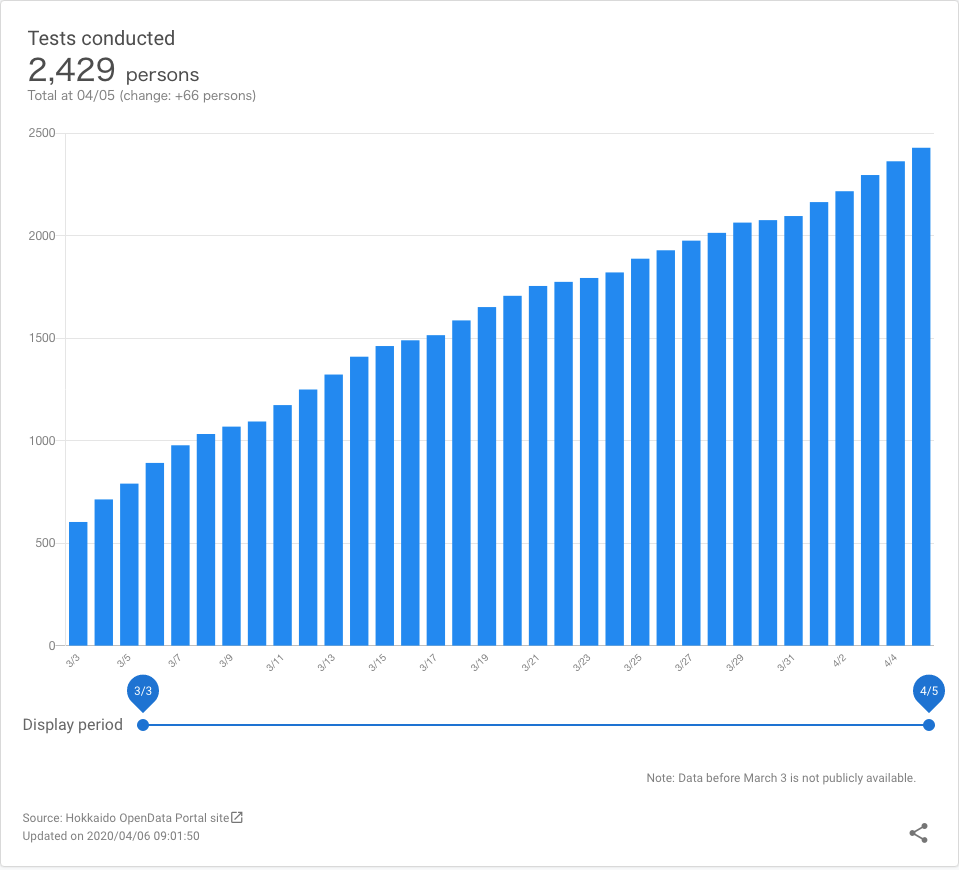 Tests conducted
2,429 persons
Total at 04/05 (change: +66 persons)
2500
2000
1500
1000
500
0
3/3 3/5 3/7 3/9 3/11 3/13 3/15 3/17 3/19 3/21 3/23 3/25 3/27 3/29 3/31 4/2 4/4
3/3 4/5
Display period
Note: Data before March 3 is not publicly available.
Source: Hokkaido OpenData Portal site
Updated on 2020/04/06 09:01:50